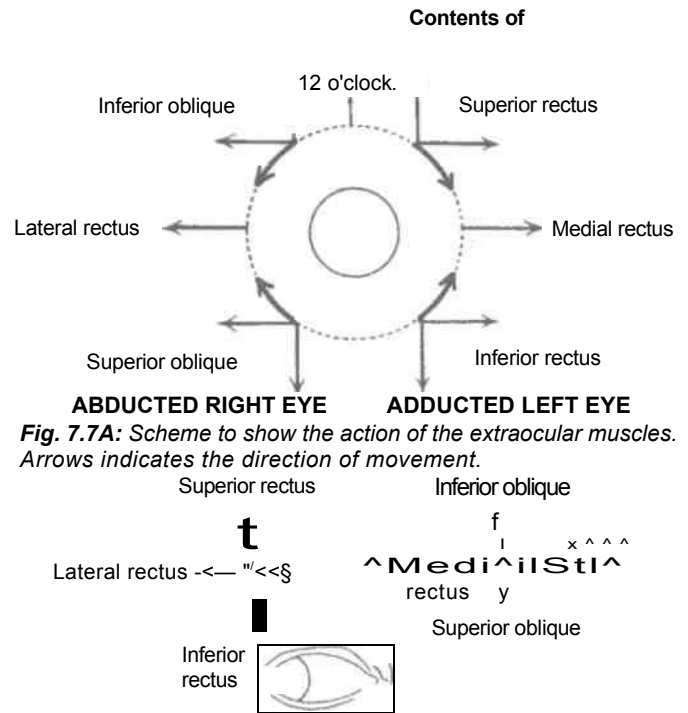 Contents of
12 o'clock.
Inferior oblique
Superior rectus
Lateral rectus
Medial rectus
Superior oblique
Inferior rectus
ABDUCTED RIGHT EYE ADDUCTED LEFT EYE
Fig. 7.7A: Scheme to show the action of the extraocular muscles.
Arrows indicates the direction of movement.
Superior rectus Inferior oblique
t f
Lateral rectus -<— "/<<§
^Medi^ilStl^
rectus y
Superior oblique
Inferior
rectus